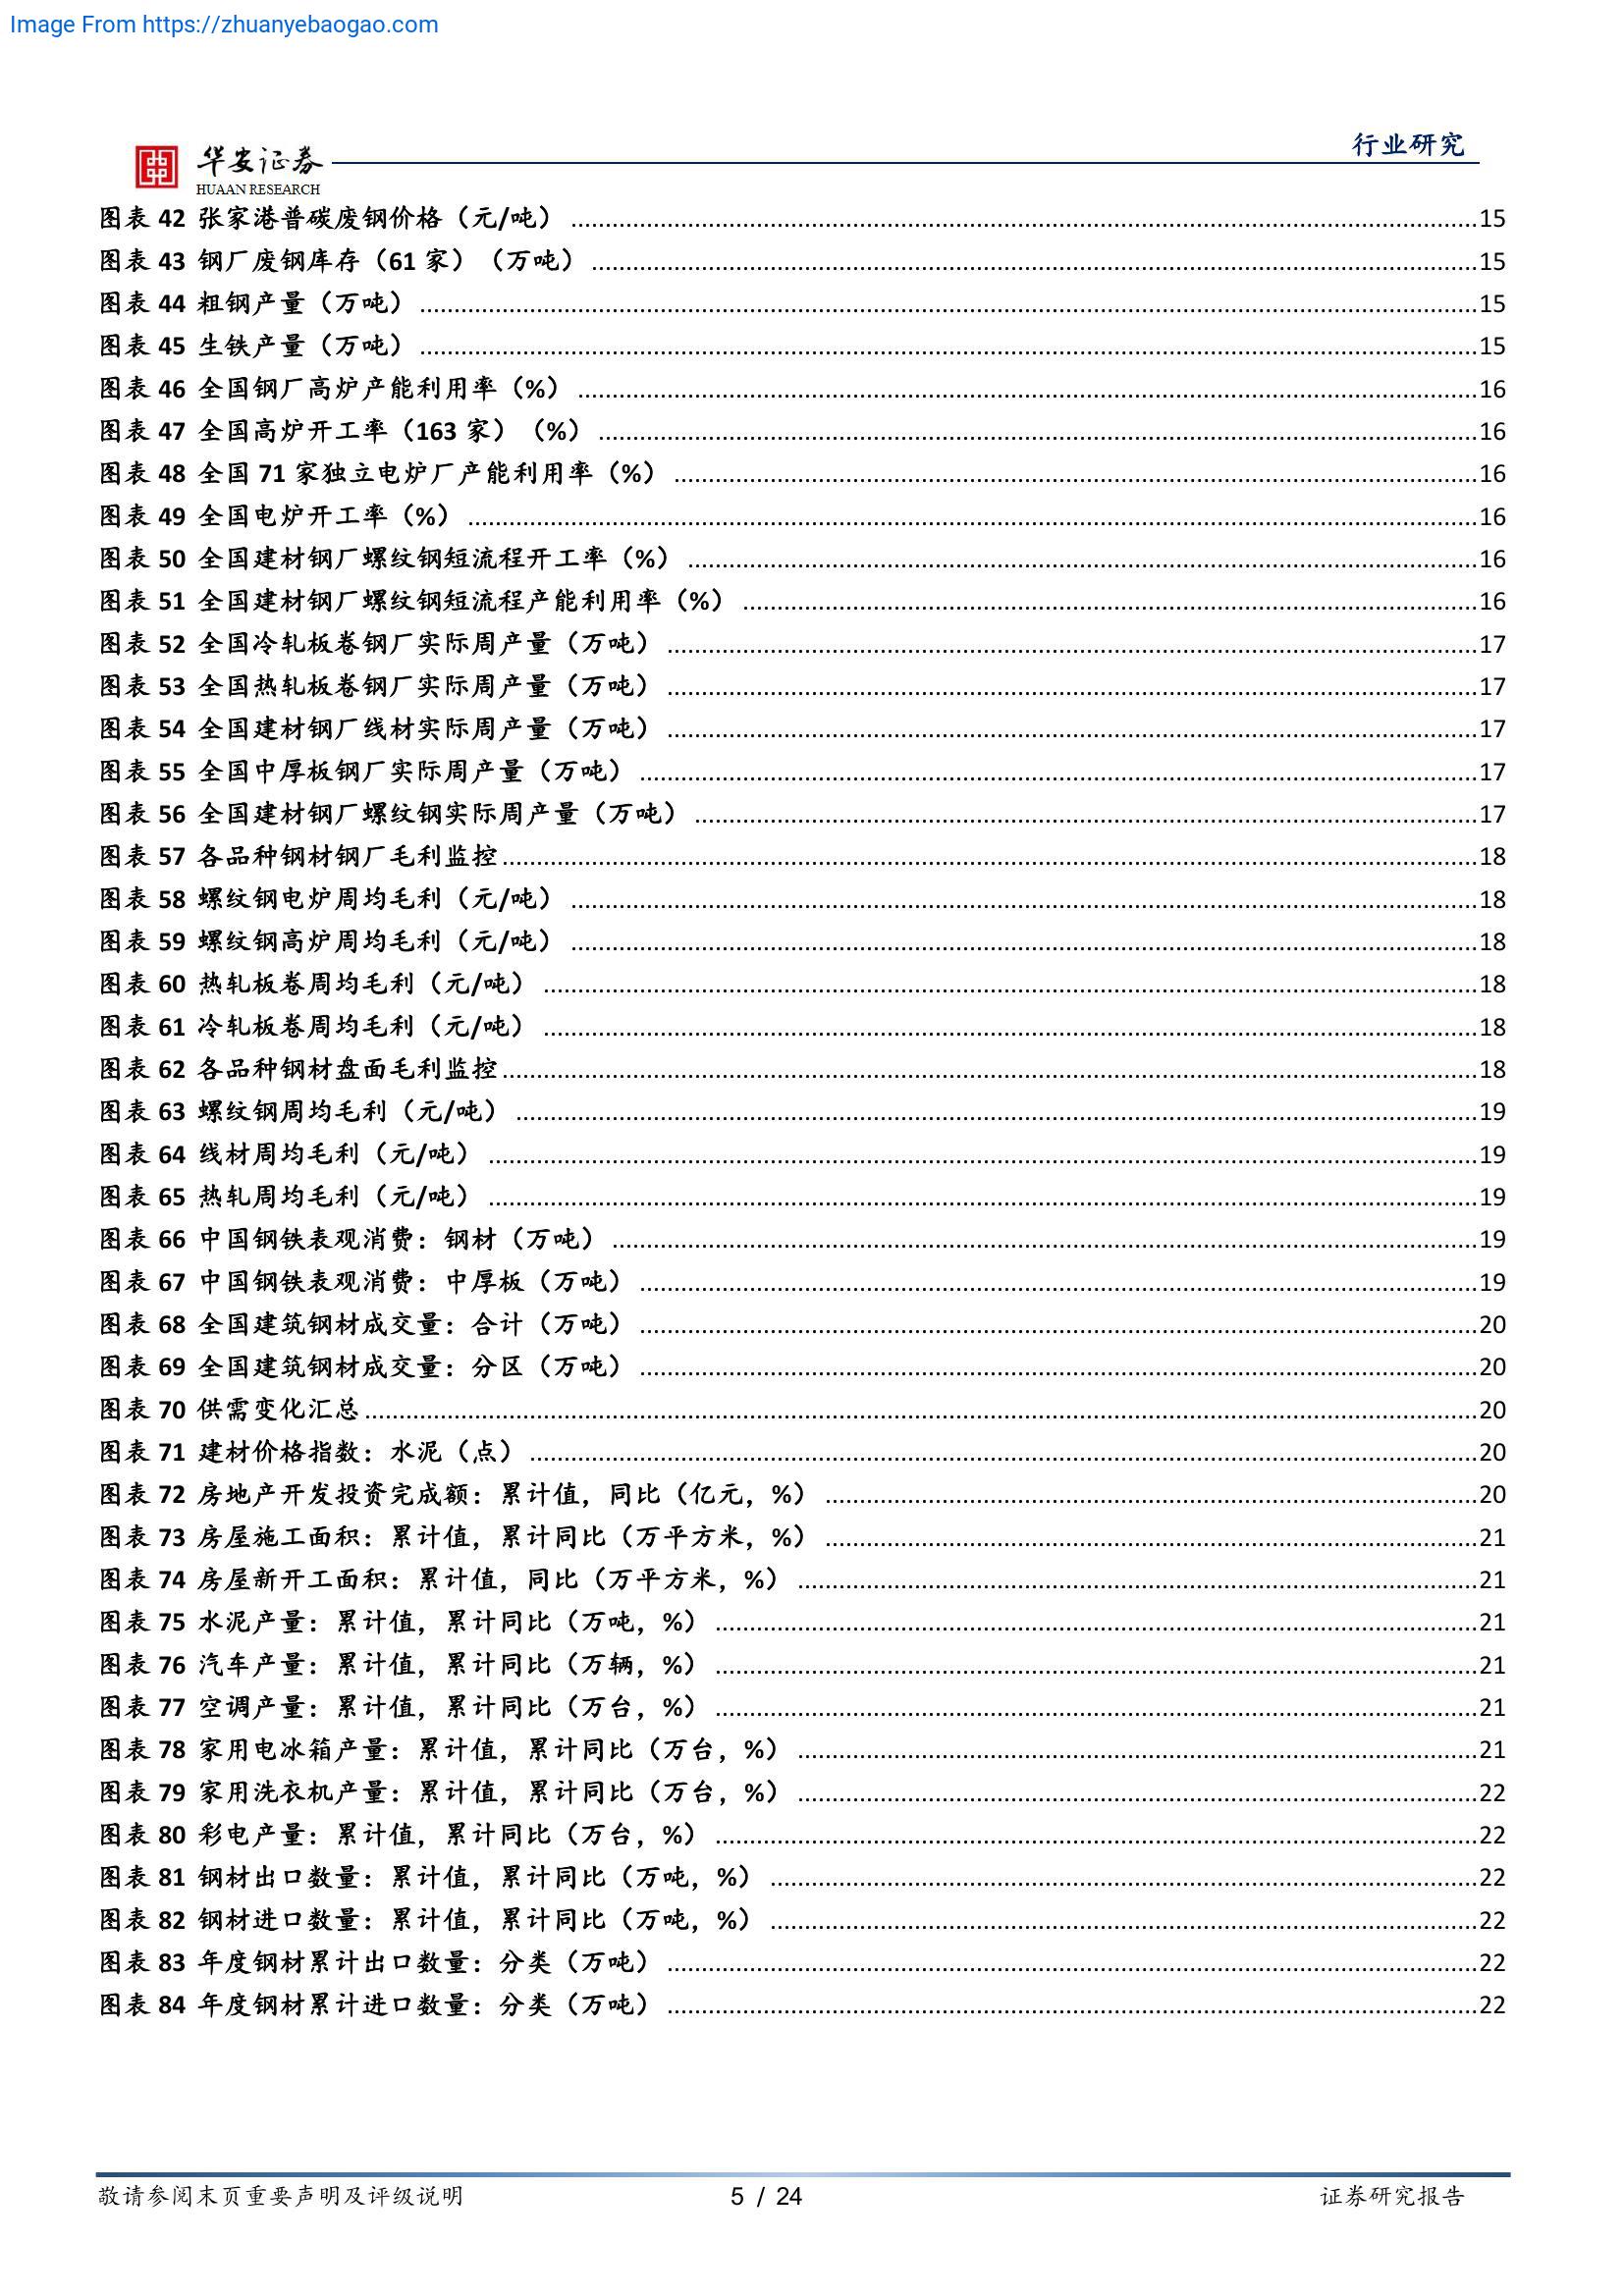 Image From https://zhuanyebaogao.com
行业研究
华安证券
HUAAN RESEARCH
图表 42 张家港普碳废钢价格（元/吨）15
图表 43 钢厂废钢库存（61 家）（万吨）15
图表 44 粗钢产量（万吨）15
图表 45 生铁产量（万吨）15
图表 46 全国钢厂高炉产能利用率（%）16
图表 47 全国高炉开工率（163 家）（%）16
图表 48 全国 71 家独立电炉厂产能利用率（%）16
图表 49 全国电炉开工率（%）16
图表 50 全国建材钢厂螺纹钢短流程开工率（%）16
图表 51 全国建材钢厂螺纹钢短流程产能利用率（%）16
图表 52 全国冷轧板卷钢厂实际周产量（万吨）17
图表 53 全国热轧板卷钢厂实际周产量（万吨）17
图表 54 全国建材钢厂线材实际周产量（万吨）17
图表 55 全国中厚板钢厂实际周产量（万吨）17
图表 56 全国建材钢厂螺纹钢实际周产量（万吨）17
图表 57 各品种钢材钢厂毛利监控18
图表 58 螺纹钢电炉周均毛利（元/吨）18
图表 59 螺纹钢高炉周均毛利（元/吨）18
图表 60 热轧板卷周均毛利（元/吨）18
图表 61 冷轧板卷周均毛利（元/吨）18
图表 62 各品种钢材盘面毛利监控18
图表 63 螺纹钢周均毛利（元/吨）19
图表 64 线材周均毛利（元/吨）19
图表 65 热轧周均毛利（元/吨）19
图表 66 中国钢铁表观消费：钢材（万吨）19
图表 67 中国钢铁表观消费：中厚板（万吨）19
图表 68 全国建筑钢材成交量：合计（万吨）20
图表 69 全国建筑钢材成交量：分区（万吨）20
图表 70 供需变化汇总20
图表 71 建材价格指数：水泥（点）20
图表 72 房地产开发投资完成额：累计值，同比（亿元，%）20
图表 73 房屋施工面积：累计值，累计同比（万平方米，%）21
图表 74 房屋新开工面积：累计值，同比（万平方米，%）21
图表 75 水泥产量：累计值，累计同比（万吨，%）21
图表 76 汽车产量：累计值，累计同比（万辆，%）21
图表 77 空调产量：累计值，累计同比（万台，%）21
图表 78 家用电冰箱产量：累计值，累计同比（万台，%）21
图表 79 家用洗衣机产量：累计值，累计同比（万台，%）22
图表 80 彩电产量：累计值，累计同比（万台，%）22
图表 81 钢材出口数量：累计值，累计同比（万吨，%）22
图表 82 钢材进口数量：累计值，累计同比（万吨，%）22
图表 83 年度钢材累计出口数量：分类（万吨）22
图表 84 年度钢材累计进口数量：分类（万吨）22
敬请参阅末页重要声明及评级说明 5 / 24 证券研究报告